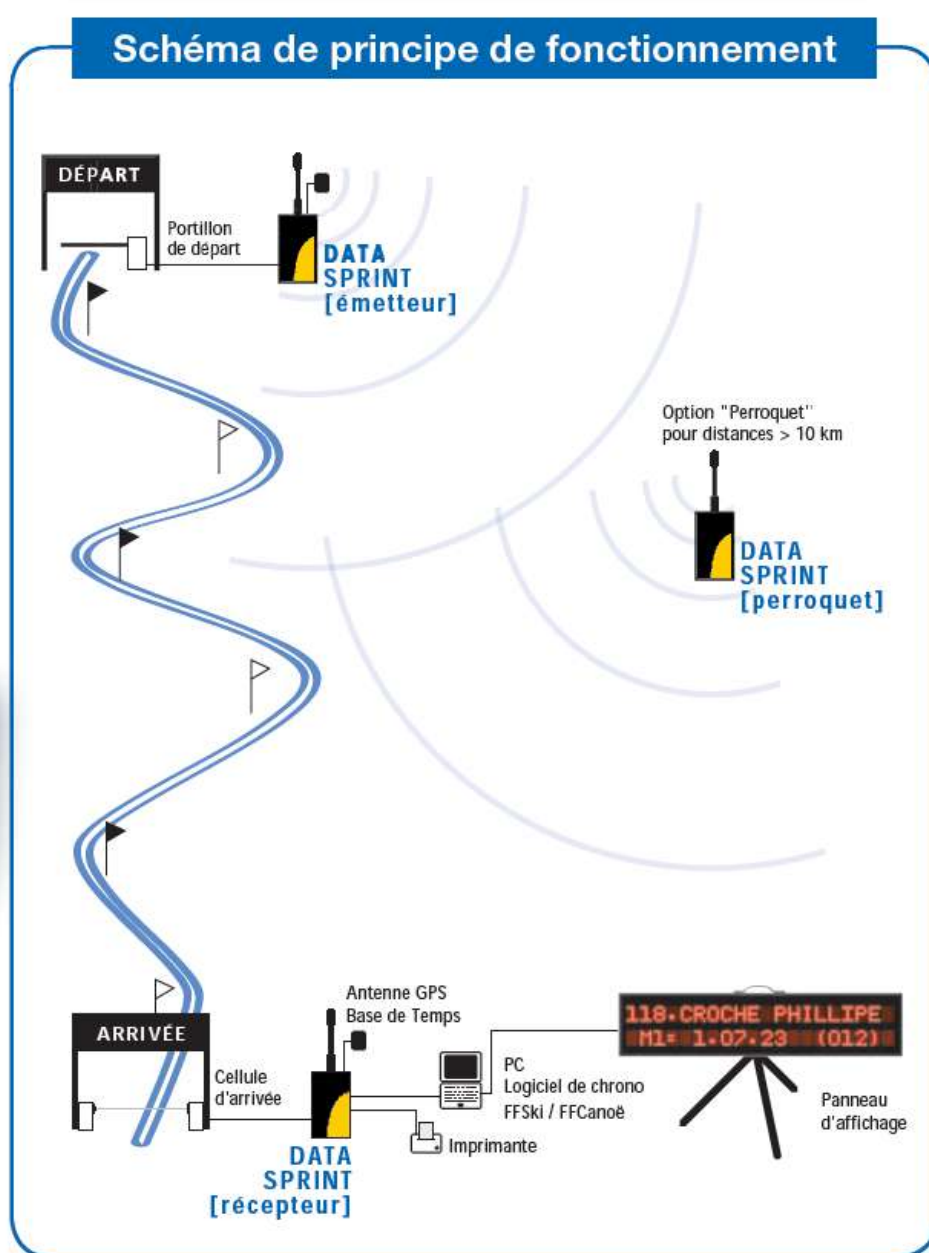 Schéma de principe de fonctionnement
DÉPART
Portillon
de départ
DATA
SPRINT
[émetteur]
Option "Perroquet"
pour distances > 10 km
DATA
SPRINT
[perroquet]
ARRIVÉE
Cellule
d'arrivée
Antenne GPS
Base de Temps
DATA
SPRINT
[récepteur]
PC
Logiciel de chrono
FFSki / FFCanoë
Imprimante
118.CROCHE PHILLIPE
M1= 1.07.23 (012)
Panneau
d'affichage